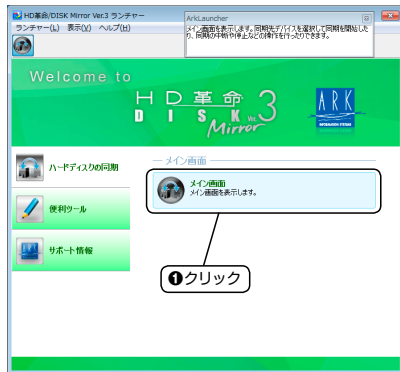 HD革命/DISK Mirror Ver.3 ランチャー
ランチャー(L) 表示(V) ヘルプ(H)
ArkLauncher
メイン画面を表示します。同期先デバイスを選択して同期を開始した
り、同期の中断や停止などの操作を行ったりできます。
Welcome to
HD革命
DISK Ver. 3
Mirror
ARK
INFORMATION SYSTEMS
ハードディスクの同期
便利ツール
サポート情報
メイン画面
メイン画面
メイン画面を表示します。
❶クリック